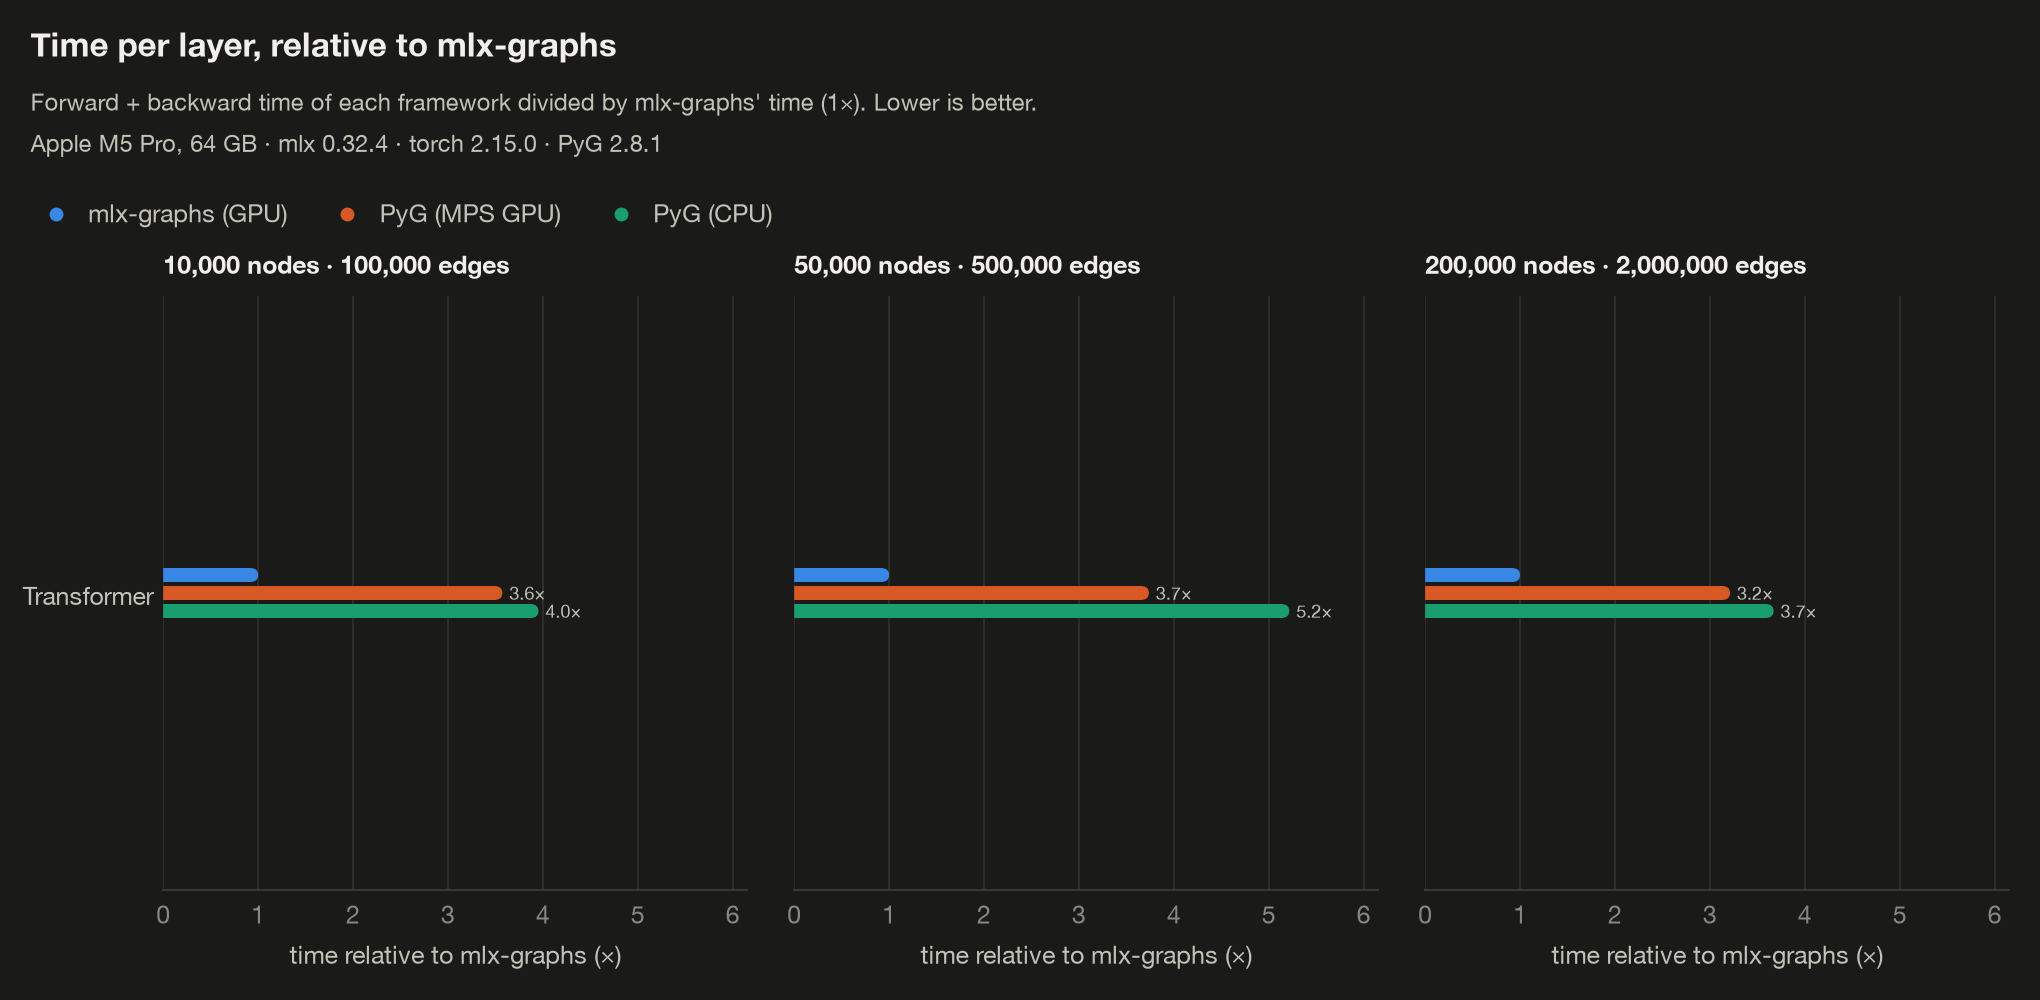 Time per layer, relative to mlx-graphs
Forward + backward time of each framework divided by mlx-graphs' time (1×). Lower is better.
Apple M5 Pro, 64 GB · mlx 0.32.4 · torch 2.15.0 · PyG 2.8.1
mlx-graphs (GPU) PyG (MPS GPU) PyG (CPU)
10,000 nodes · 100,000 edges 50,000 nodes · 500,000 edges 200,000 nodes · 2,000,000 edges
Transformer
3.6× 3.7× 3.2×
4.0× 5.2× 3.7×
0 1 2 3 4 5 6 0 1 2 3 4 5 6 0 1 2 3 4 5 6
time relative to mlx-graphs (×) time relative to mlx-graphs (×) time relative to mlx-graphs (×)